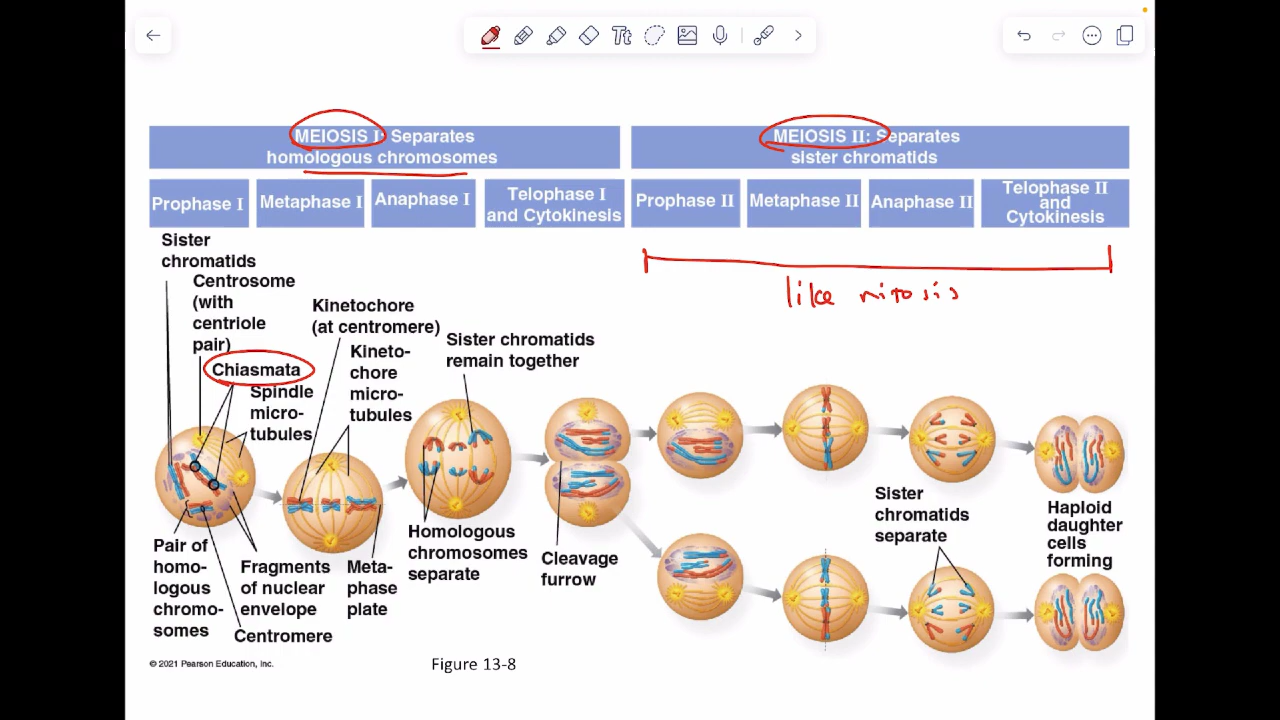 MEIOSIS I: Separates
homologous chromosomes
MEIOSIS II: Separates
sister chromatids
Prophase I
Metaphase I
Anaphase I
Telophase I
and Cytokinesis
Prophase II
Metaphase II
Anaphase II
Telophase II
and
Cytokinesis
like mitosis
Sister
chromatids
Centrosome
(with
centriole
pair)
Chiasmata
Spindle
micro-
tubules
Kinetochore
(at centromere)
Kineto-
chore
micro-
tubules
Sister chromatids
remain together
Pair of
homo-
logous
chromo-
somes
Fragments
of nuclear
envelope
Centromere
Meta-
phase
plate
Homologous
chromosomes
separate
Cleavage
furrow
Sister
chromatids
separate
Haploid
daughter
cells
forming
© 2021 Pearson Education, Inc.
Figure 13-8
Tt